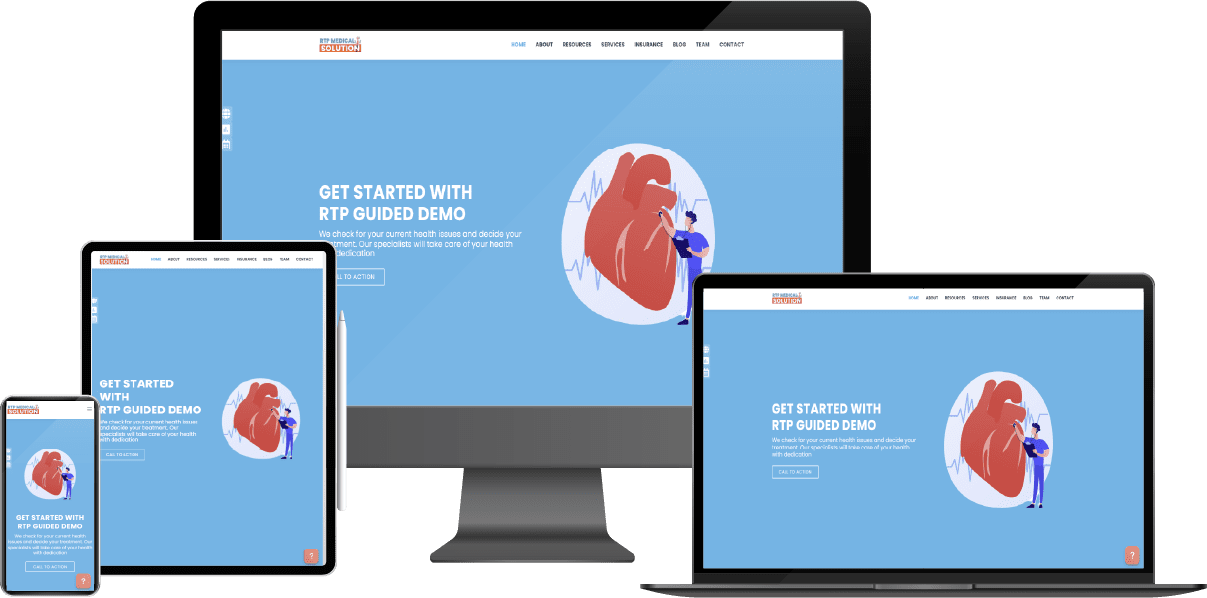 RTP MEDICAL
SOLUTION
HOME ABOUT RESOURCES SERVICES INSURANCE BLOG TEAM CONTACT
GET STARTED WITH
RTP GUIDED DEMO
We check for your current health issues and decide your
treatment. Our specialists will take care of your health
dedication
LL TO ACTION
RTP MEDICAL
SOLUTION
HOME ABOUT RESOURCES SERVICES INSURANCE BLOG TEAM CONTACT
GET STARTED
WITH
RTP GUIDED DEMO
We check for your current health issues
and decide your treatment. Our
specialists will take care of your health
with dedication
CALL TO ACTION
?
RTP MEDICAL
SOLUTION
GET STARTED WITH
RTP GUIDED DEMO
We check for your current health
issues and decide your treatment. Our
specialists will take care of your health
with dedication
CALL TO ACTION
?
RTP MEDICAL
SOLUTION
HOME ABOUT RESOURCES SERVICES INSURANCE BLOG TEAM CONTACT
GET STARTED WITH
RTP GUIDED DEMO
We check for your current health issues and decide your
treatment. Our specialists will take care of your health
with dedication
CALL TO ACTION
?